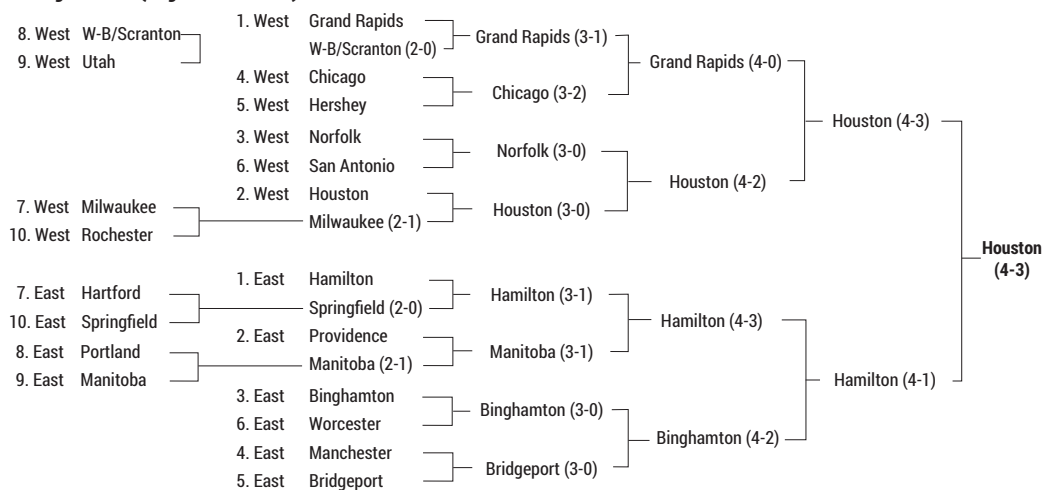 8. West W-B/Scranton
9. West Utah
7. West Milwaukee
10. West Rochester
7. East Hartford
10. East Springfield
8. East Portland
9. East Manitoba
1. West Grand Rapids
W-B/Scranton (2-0)
4. West Chicago
5. West Hershey
3. West Norfolk
6. West San Antonio
2. West Houston
Milwaukee (2-1)
1. East Hamilton
Springfield (2-0)
2. East Providence
Manitoba (2-1)
3. East Binghamton
6. East Worcester
4. East Manchester
5. East Bridgeport
Grand Rapids (3-1)
Chicago (3-2)
Norfolk (3-0)
Houston (3-0)
Hamilton (3-1)
Manitoba (3-1)
Binghamton (3-0)
Bridgeport (3-0)
Grand Rapids (4-0)
Houston (4-2)
Hamilton (4-3)
Binghamton (4-2)
Houston (4-3)
Hamilton (4-1)
Houston
(4-3)